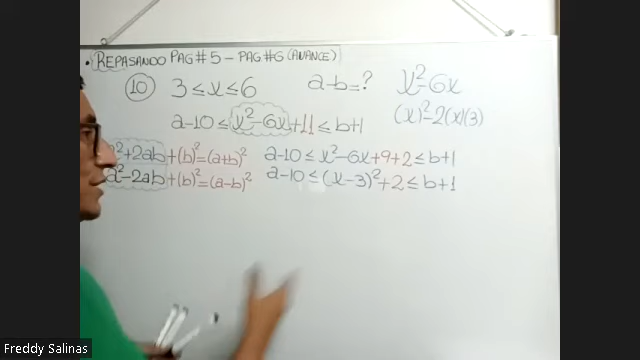 • REPASANDO PAG#5 - PAG.#6 (AVANCE)
10 3 ≤ x ≤ 6 a-b=? x²-6x
a-10 ≤ x²-6x+11 ≤ b+1 (x)²-2(x)(3)
a²+2ab+(b)²=(a+b)² a-10 ≤ x²-6x+9+2 ≤ b+1
a²-2ab+(b)²=(a-b)² a-10 ≤ (x-3)²+2 ≤ b+1
Freddy Salinas